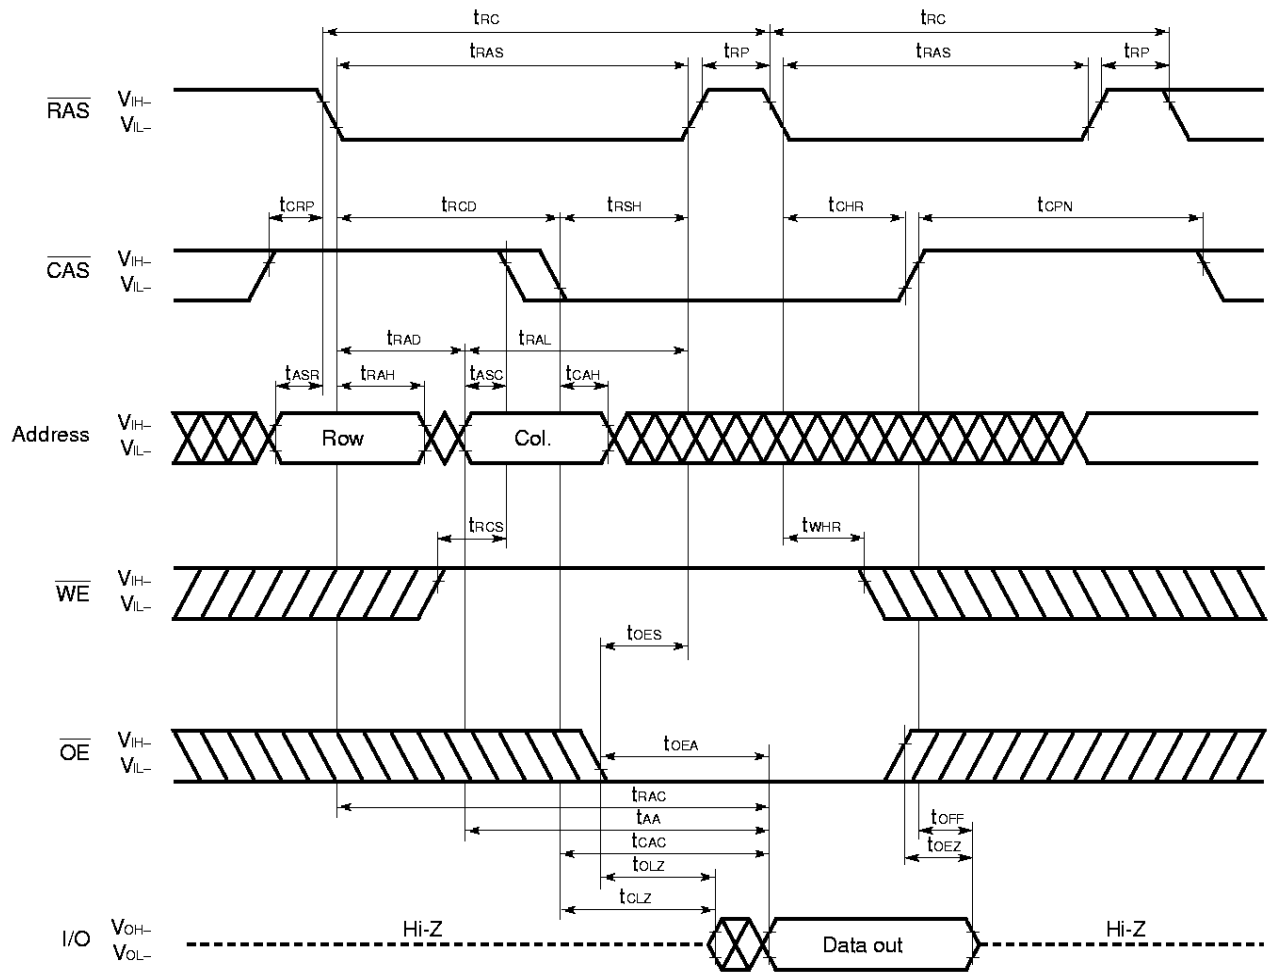 tRC tRC
tRAS tRP tRAS tRP
RAS VIH–
VIL–
tCRP tRCD tRSH tCHR tCPN
CAS VIH–
VIL–
tRAD tRAL
tASR tRAH tASC tCAH
Address VIH–
VIL–
Row Col.
tRCS tWHR
WE VIH–
VIL–
tOES
OE VIH–
VIL–
tOEA
tRAC
tAA tOFF
tCAC tOEZ
tOLZ
tCLZ
I/O VOH–
VOL–
Hi-Z Data out Hi-Z